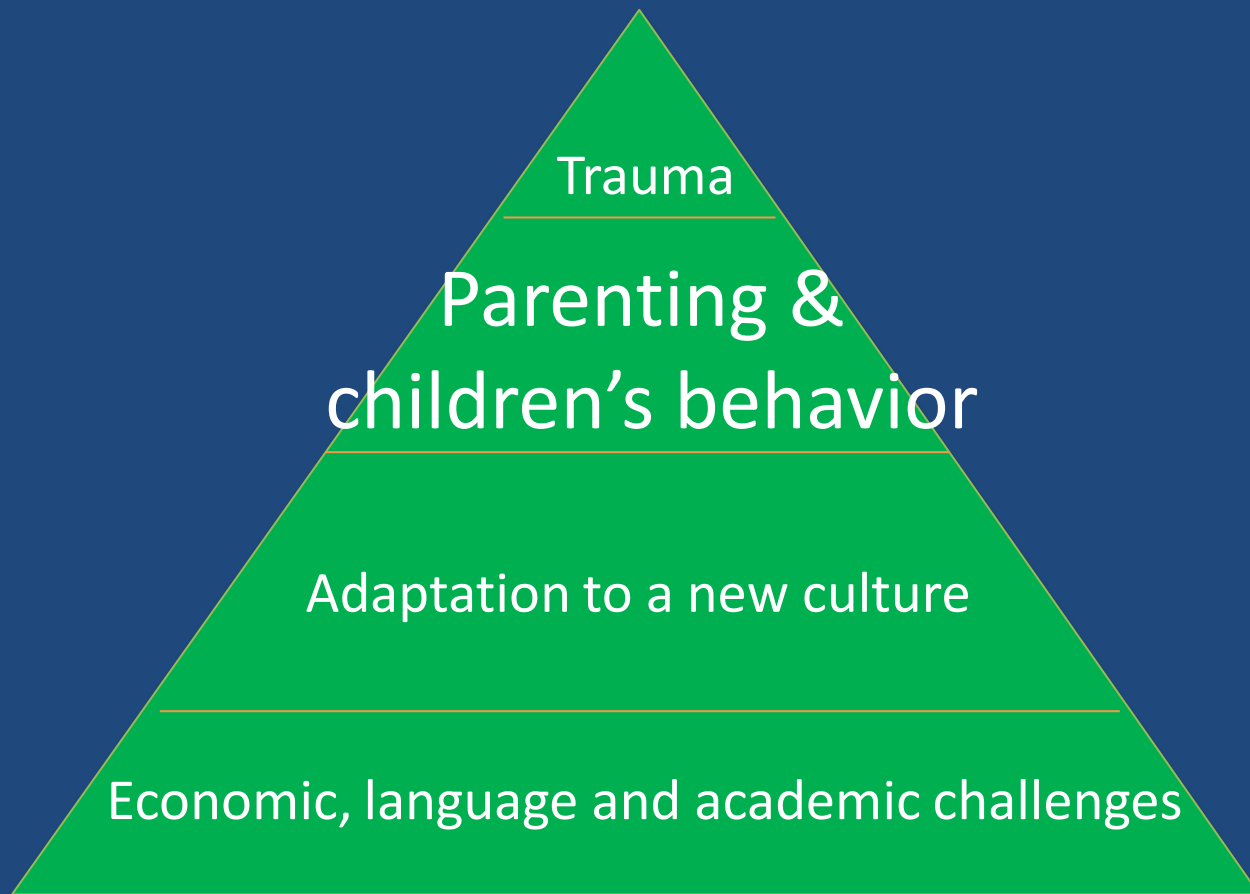 Trauma
Parenting &
children’s behavior
Adaptation to a new culture
Economic, language and academic challenges